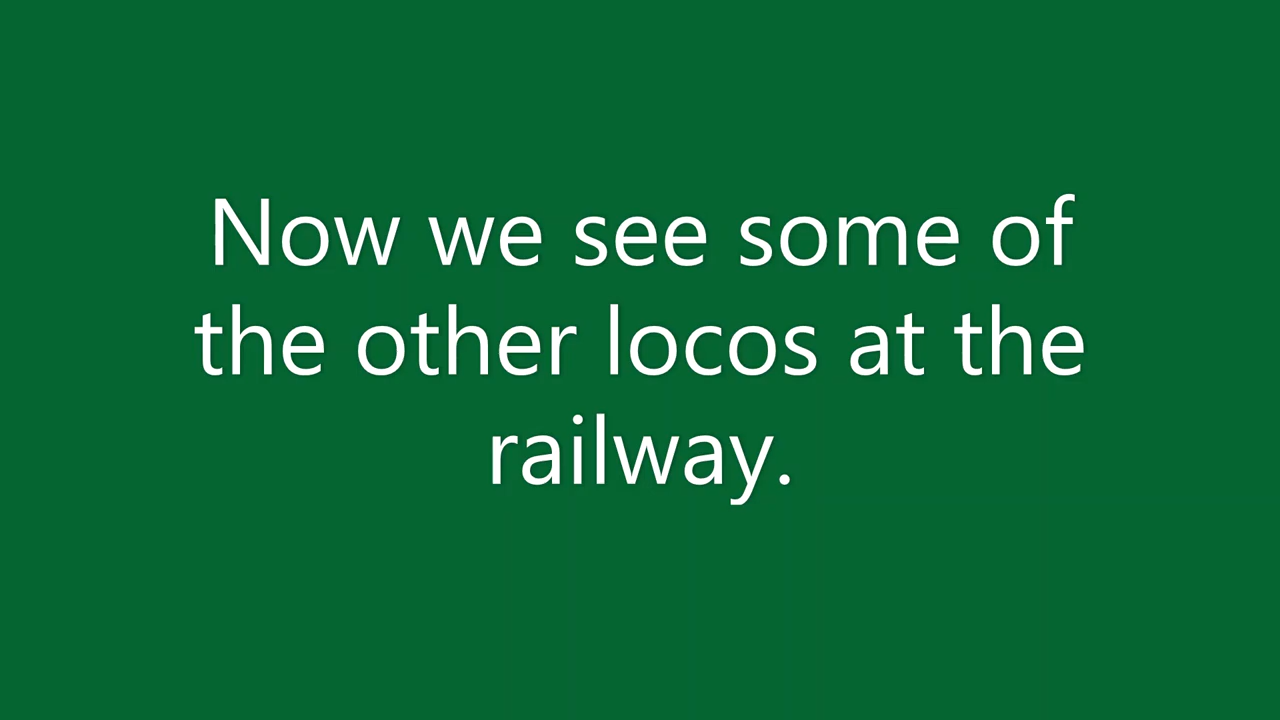 Now we see some of
the other locos at the
railway.